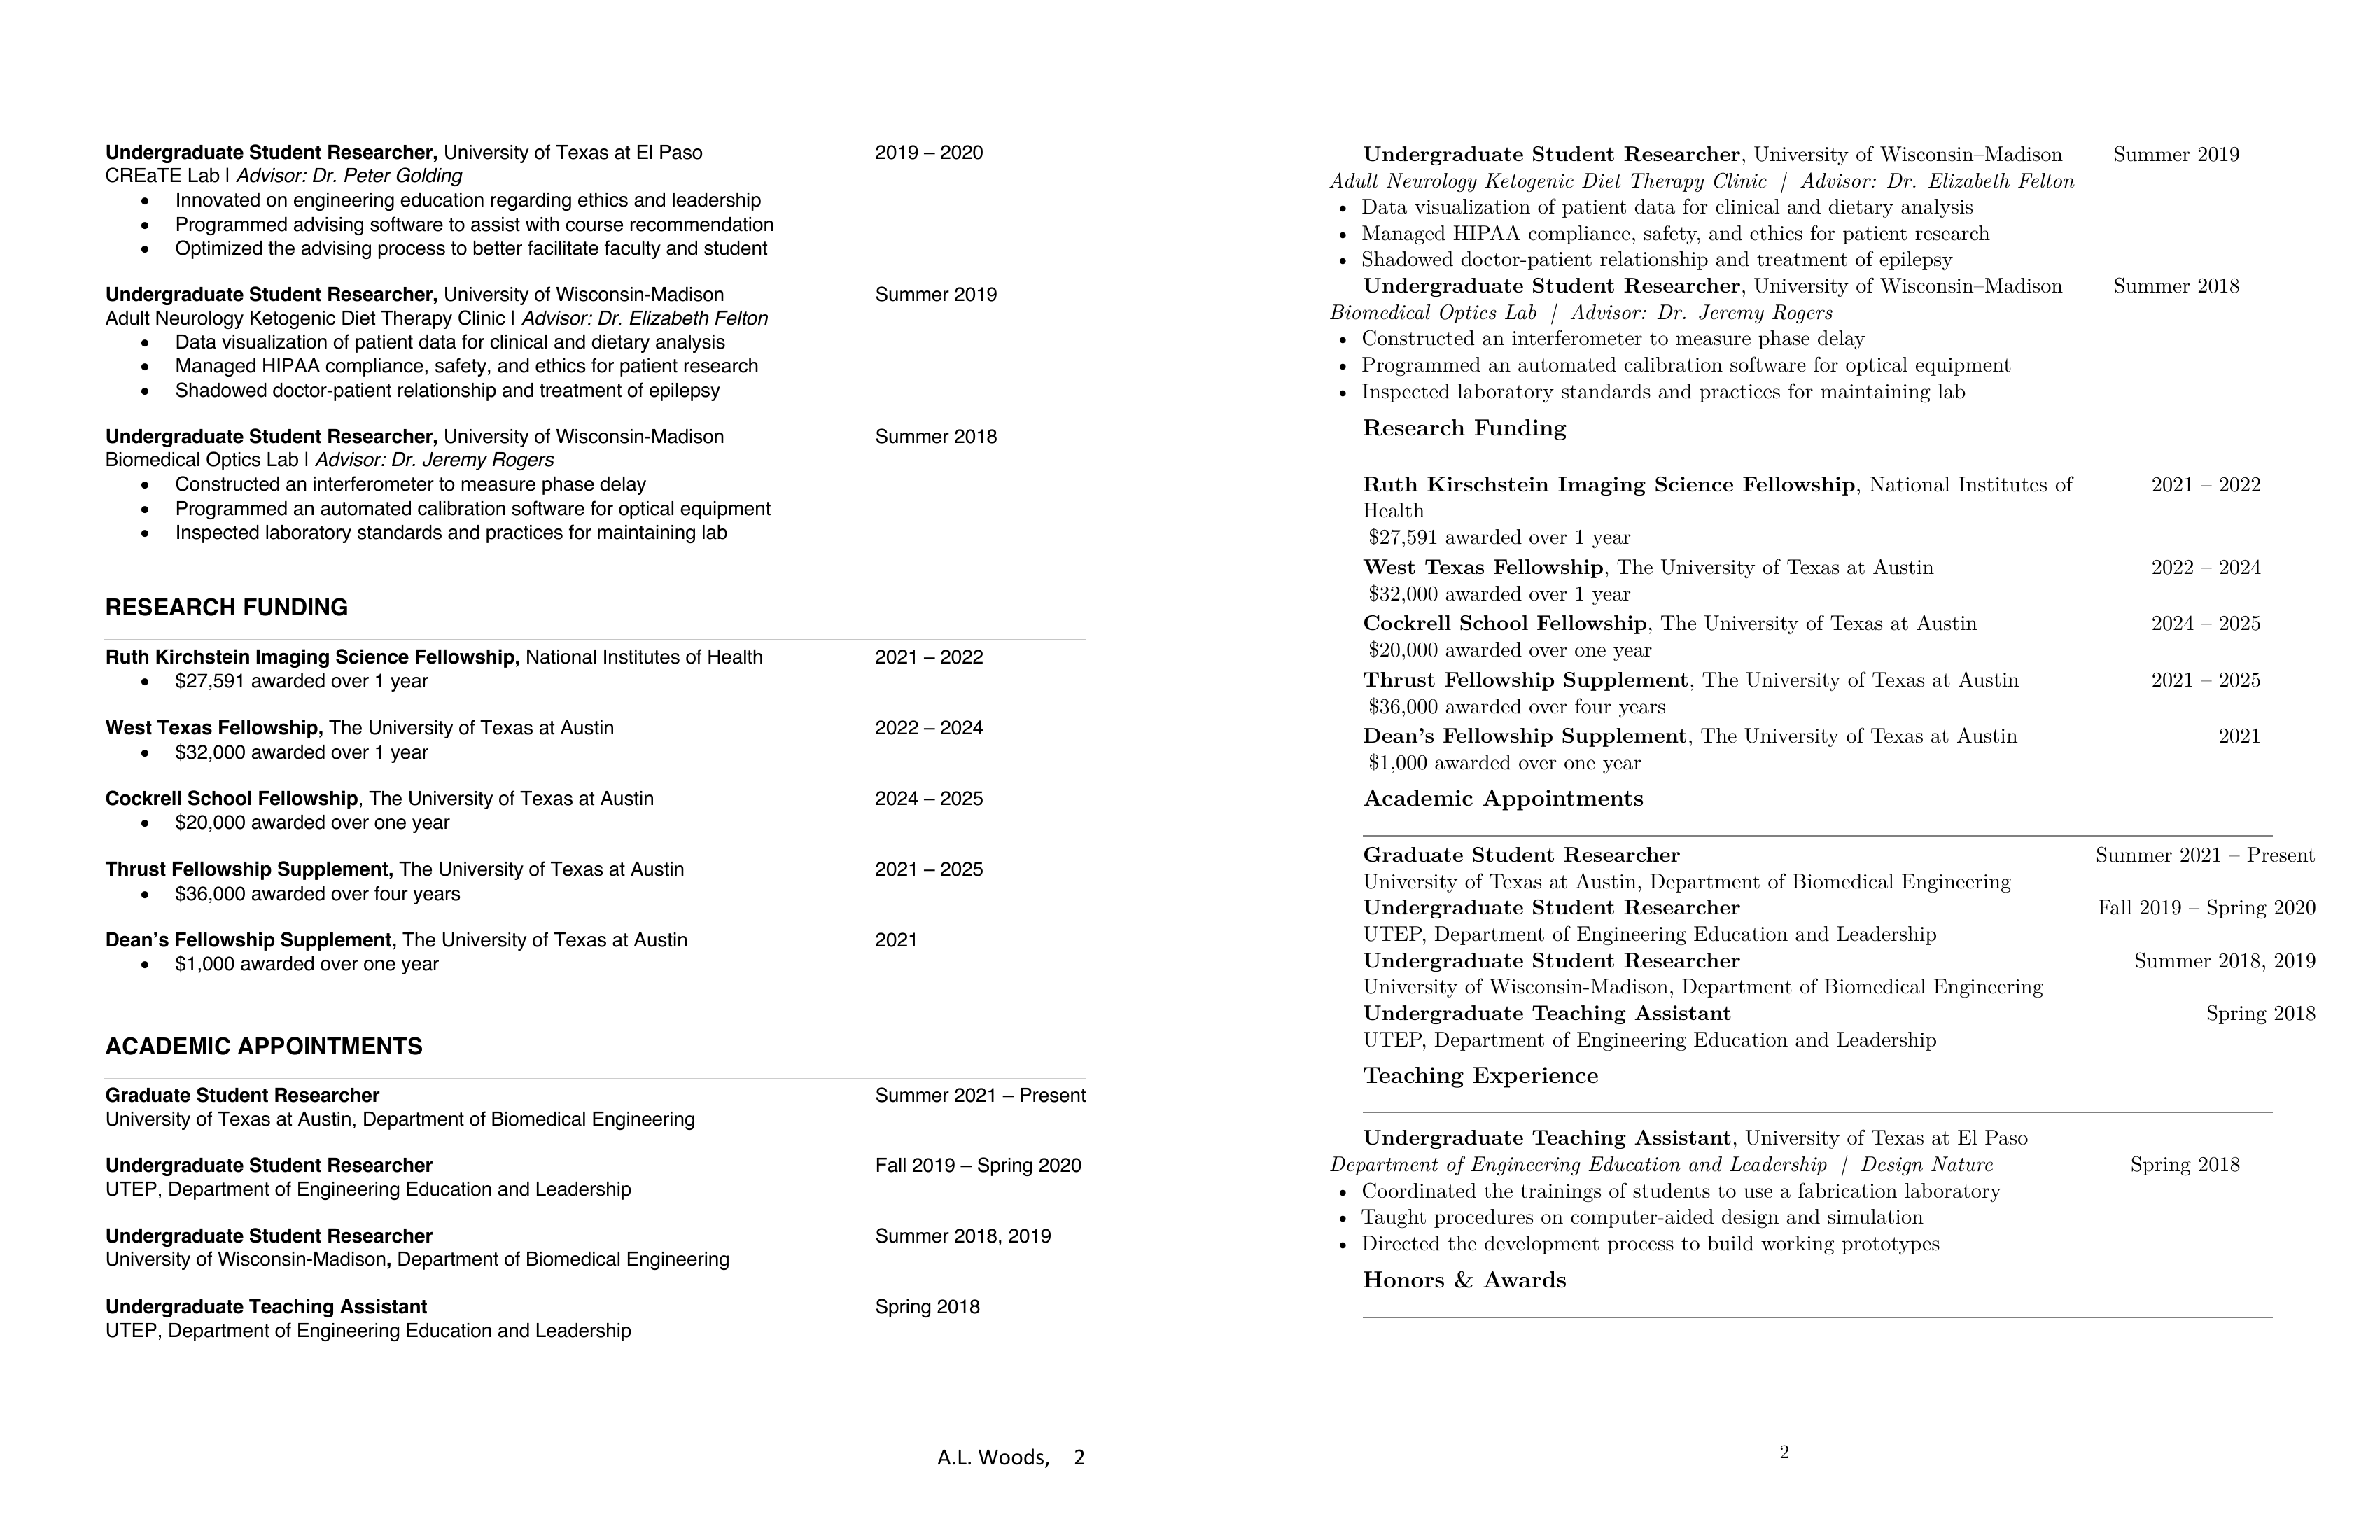 Undergraduate Student Researcher, University of Texas at El Paso 2019 – 2020
CREaTE Lab | Advisor: Dr. Peter Golding
• Innovated on engineering education regarding ethics and leadership
• Programmed advising software to assist with course recommendation
• Optimized the advising process to better facilitate faculty and student
Undergraduate Student Researcher, University of Wisconsin-Madison Summer 2019
Adult Neurology Ketogenic Diet Therapy Clinic | Advisor: Dr. Elizabeth Felton
• Data visualization of patient data for clinical and dietary analysis
• Managed HIPAA compliance, safety, and ethics for patient research
• Shadowed doctor-patient relationship and treatment of epilepsy
Undergraduate Student Researcher, University of Wisconsin-Madison Summer 2018
Biomedical Optics Lab | Advisor: Dr. Jeremy Rogers
• Constructed an interferometer to measure phase delay
• Programmed an automated calibration software for optical equipment
• Inspected laboratory standards and practices for maintaining lab
RESEARCH FUNDING
Ruth Kirchstein Imaging Science Fellowship, National Institutes of Health 2021 – 2022
• $27,591 awarded over 1 year
West Texas Fellowship, The University of Texas at Austin 2022 – 2024
• $32,000 awarded over 1 year
Cockrell School Fellowship, The University of Texas at Austin 2024 – 2025
• $20,000 awarded over one year
Thrust Fellowship Supplement, The University of Texas at Austin 2021 – 2025
• $36,000 awarded over four years
Dean’s Fellowship Supplement, The University of Texas at Austin 2021
• $1,000 awarded over one year
ACADEMIC APPOINTMENTS
Graduate Student Researcher Summer 2021 – Present
University of Texas at Austin, Department of Biomedical Engineering
Undergraduate Student Researcher Fall 2019 – Spring 2020
UTEP, Department of Engineering Education and Leadership
Undergraduate Student Researcher Summer 2018, 2019
University of Wisconsin-Madison, Department of Biomedical Engineering
Undergraduate Teaching Assistant Spring 2018
UTEP, Department of Engineering Education and Leadership
A.L. Woods, 2
Undergraduate Student Researcher, University of Wisconsin–Madison Summer 2019
Adult Neurology Ketogenic Diet Therapy Clinic | Advisor: Dr. Elizabeth Felton
• Data visualization of patient data for clinical and dietary analysis
• Managed HIPAA compliance, safety, and ethics for patient research
• Shadowed doctor-patient relationship and treatment of epilepsy
Undergraduate Student Researcher, University of Wisconsin–Madison Summer 2018
Biomedical Optics Lab | Advisor: Dr. Jeremy Rogers
• Constructed an interferometer to measure phase delay
• Programmed an automated calibration software for optical equipment
• Inspected laboratory standards and practices for maintaining lab
Research Funding
Ruth Kirschstein Imaging Science Fellowship, National Institutes of 2021 – 2022
Health
$27,591 awarded over 1 year
West Texas Fellowship, The University of Texas at Austin 2022 – 2024
$32,000 awarded over 1 year
Cockrell School Fellowship, The University of Texas at Austin 2024 – 2025
$20,000 awarded over one year
Thrust Fellowship Supplement, The University of Texas at Austin 2021 – 2025
$36,000 awarded over four years
Dean’s Fellowship Supplement, The University of Texas at Austin 2021
$1,000 awarded over one year
Academic Appointments
Graduate Student Researcher Summer 2021 – Present
University of Texas at Austin, Department of Biomedical Engineering
Undergraduate Student Researcher Fall 2019 – Spring 2020
UTEP, Department of Engineering Education and Leadership
Undergraduate Student Researcher Summer 2018, 2019
University of Wisconsin-Madison, Department of Biomedical Engineering
Undergraduate Teaching Assistant Spring 2018
UTEP, Department of Engineering Education and Leadership
Teaching Experience
Undergraduate Teaching Assistant, University of Texas at El Paso
Department of Engineering Education and Leadership | Design Nature Spring 2018
• Coordinated the trainings of students to use a fabrication laboratory
• Taught procedures on computer-aided design and simulation
• Directed the development process to build working prototypes
Honors & Awards
2